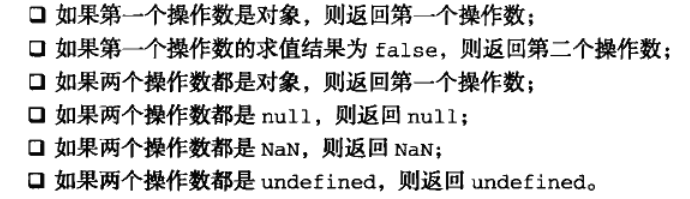 ❑ 如果第一个操作数是对象，则返回第一个操作数；
❑ 如果第一个操作数的求值结果为 false，则返回第二个操作数；
❑ 如果两个操作数都是对象，则返回第一个操作数；
❑ 如果两个操作数都是 null，则返回 null；
❑ 如果两个操作数都是 NaN，则返回 NaN；
❑ 如果两个操作数都是 undefined，则返回 undefined。